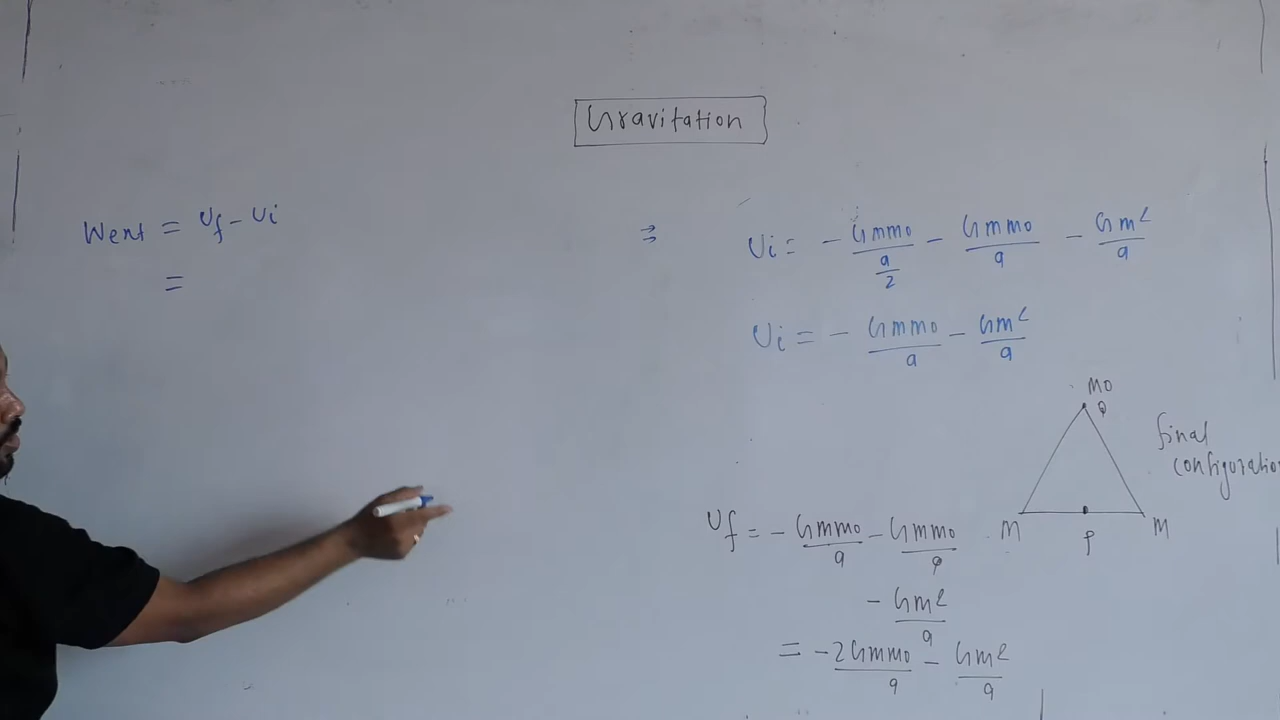 Gravitation
Went = Uf - Ui
=
⇒ Ui = - Gmmo/(a/2) - Gmmo/a - Gm²/a
Ui = - Gmmo/a - Gm²/a
Mo
Q
final
configuration
M P M
Uf = - Gmmo/a - Gmmo/a
- Gm²/a
= - 2Gmmo/a - Gm²/a